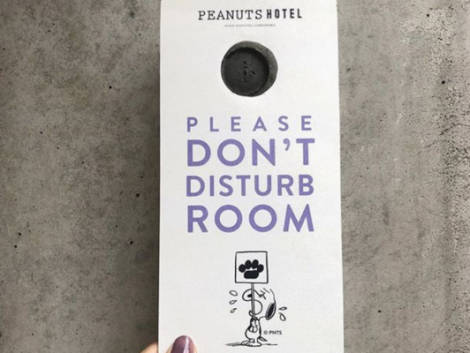 PEANUTS HOTEL
PLEASE
DON'T
DISTURB
ROOM
© PNTS